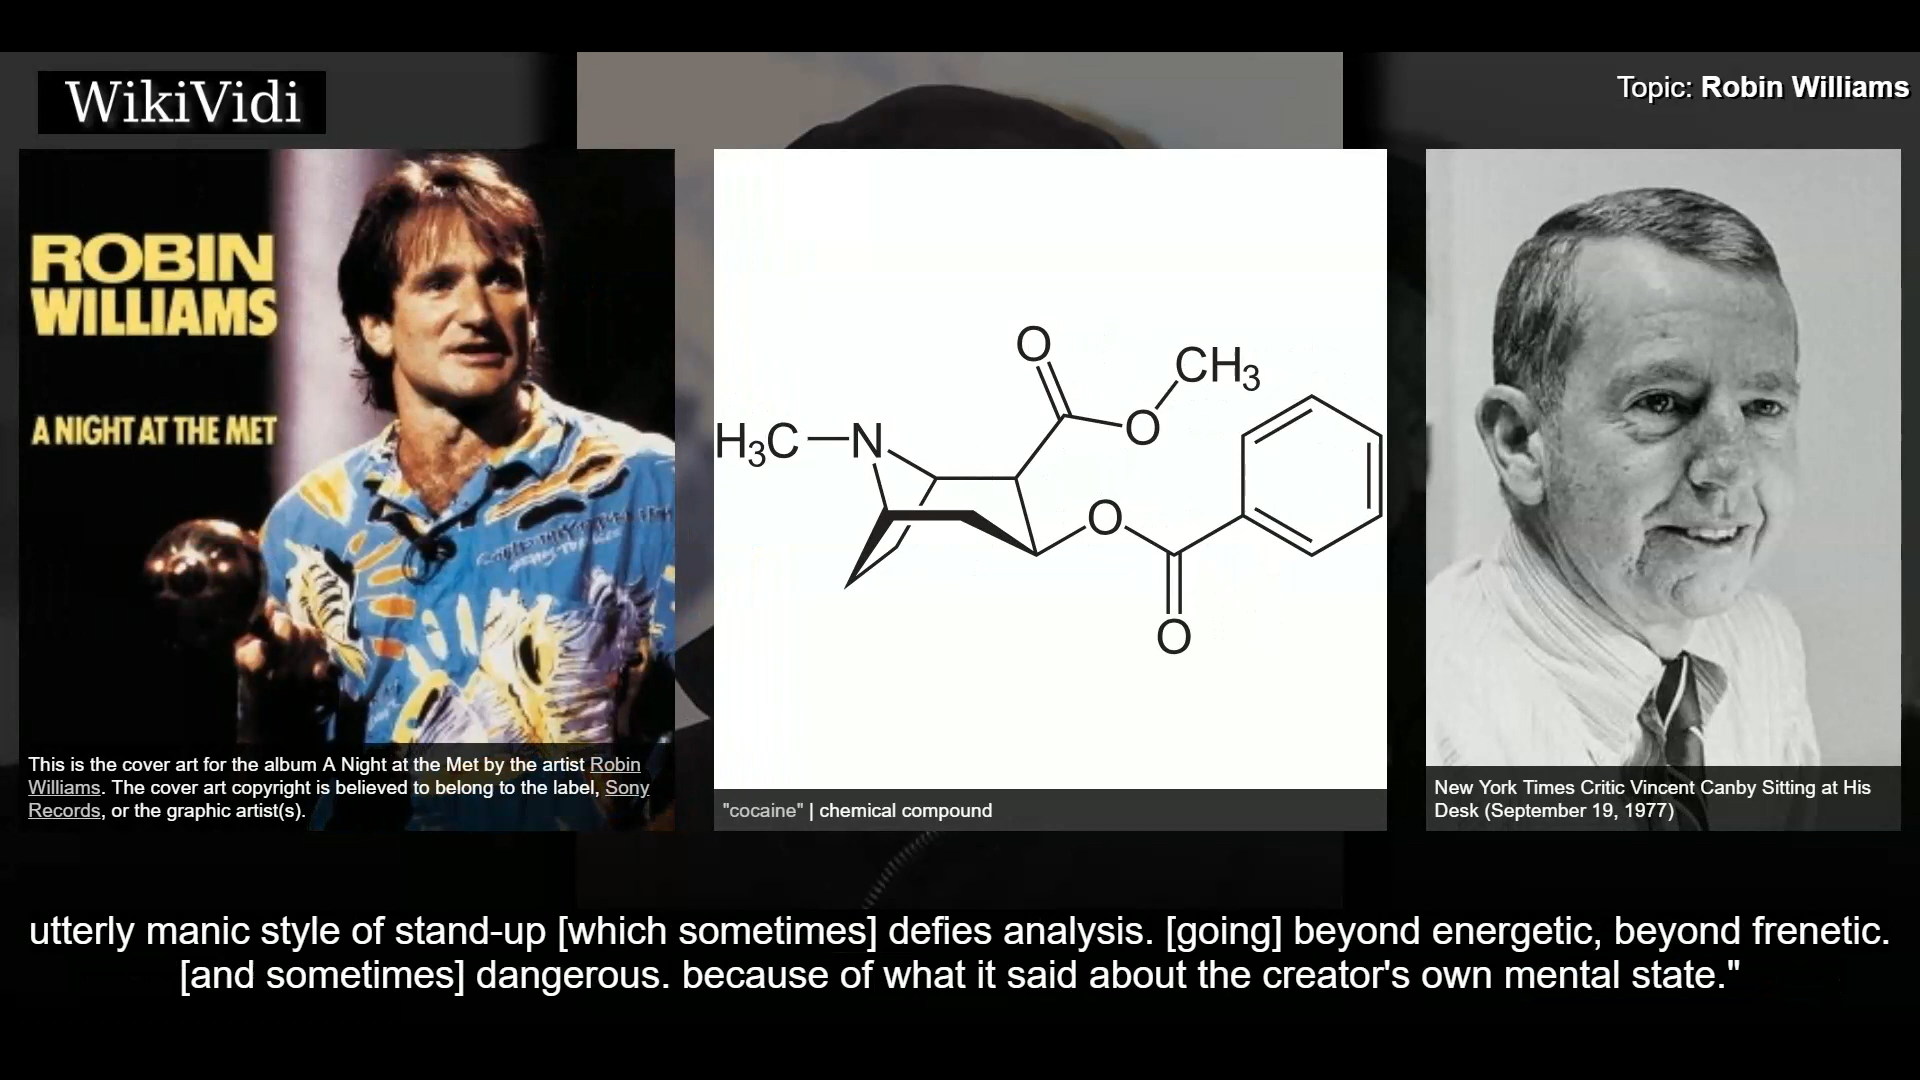 WikiVidi
Topic: Robin Williams
ROBIN
WILLIAMS
A NIGHT AT THE MET
This is the cover art for the album A Night at the Met by the artist Robin
Williams. The cover art copyright is believed to belong to the label, Sony
Records, or the graphic artist(s).
O
CH3
H3C
N
O
O
O
"cocaine" | chemical compound
New York Times Critic Vincent Canby Sitting at His
Desk (September 19, 1977)
utterly manic style of stand-up [which sometimes] defies analysis. [going] beyond energetic, beyond frenetic.
[and sometimes] dangerous. because of what it said about the creator's own mental state."